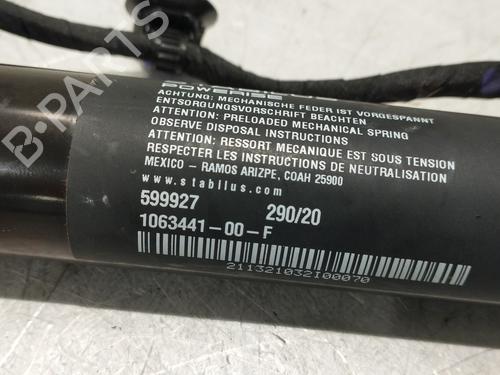 POWERISE
ACHTUNG: MECHANISCHE FEDER IST VORGESPANNT
ENTSORGUNGSVORSCHRIFT BEACHTEN
ATTENTION: PRELOADED MECHANICAL SPRING
OBSERVE DISPOSAL INSTRUCTIONS
ATTENTION: RESSORT MECANIQUE EST SOUS TENSION
RESPECTER LES INSTRUCTIONS DE NEUTRALISATION
MEXICO - RAMOS ARIZPE, COAH 25900
www.stabilus.com
599927 290/20
1063441-00-F
211321032I00070
B-PARTS